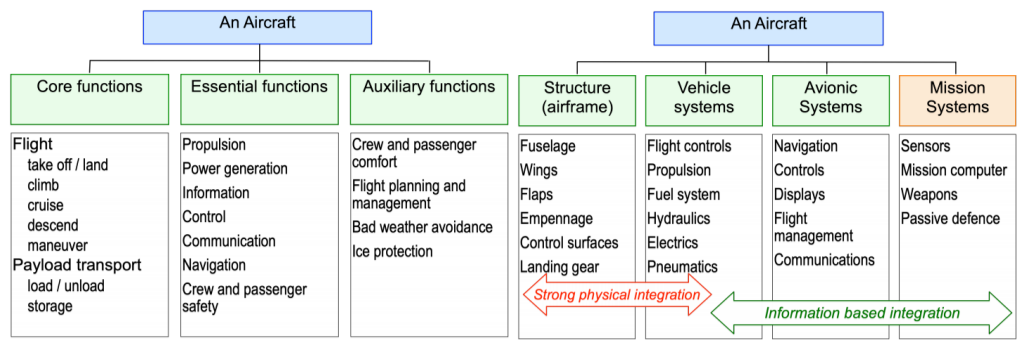 An Aircraft
Core functions
Flight
take off / land
climb
cruise
descend
maneuver
Payload transport
load / unload
storage
Essential functions
Propulsion
Power generation
Information
Control
Communication
Navigation
Crew and passenger
safety
Auxiliary functions
Crew and passenger
comfort
Flight planning and
management
Bad weather avoidance
Ice protection
An Aircraft
Structure
(airframe)
Fuselage
Wings
Flaps
Empennage
Control surfaces
Landing gear
Vehicle
systems
Flight controls
Propulsion
Fuel system
Hydraulics
Electrics
Pneumatics
Avionic
Systems
Navigation
Controls
Displays
Flight
management
Communications
Mission
Systems
Sensors
Mission computer
Weapons
Passive defence
Strong physical integration
Information based integration